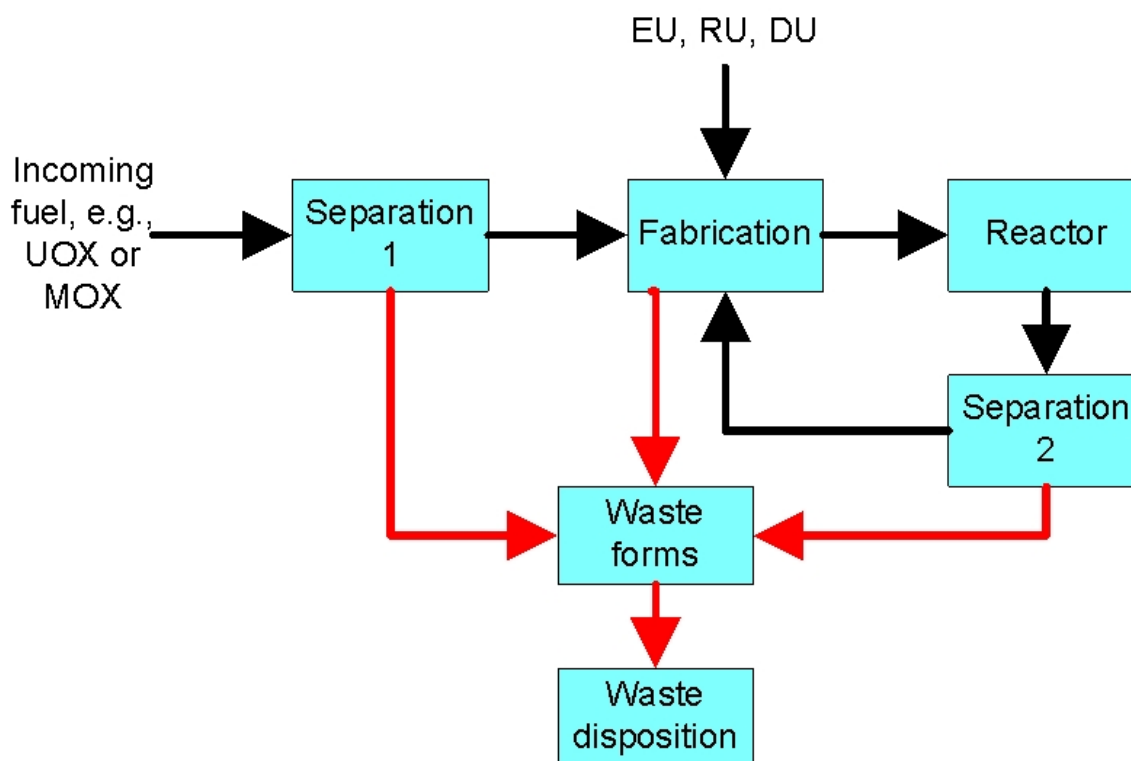 EU, RU, DU
Incoming
fuel, e.g.,
UOX or
MOX
Separation
1
Fabrication
Reactor
Separation
2
Waste
forms
Waste
disposition